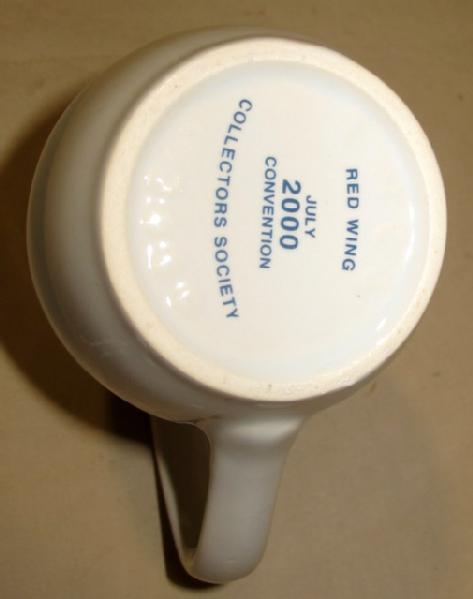 RED WING
JULY
2000
CONVENTION
COLLECTORS SOCIETY